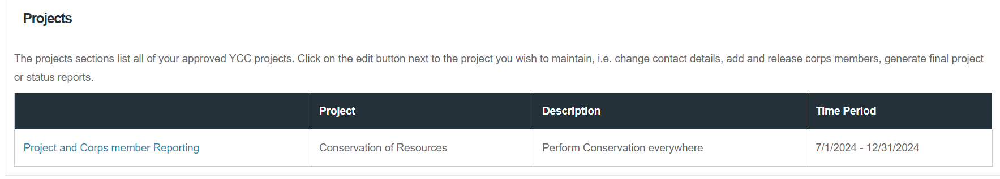 Projects
The projects sections list all of your approved YCC projects. Click on the edit button next to the project you wish to maintain, i.e. change contact details, add and release corps members, generate final project
or status reports.
Project Description Time Period
Project and Corps member Reporting Conservation of Resources Perform Conservation everywhere 7/1/2024 - 12/31/2024